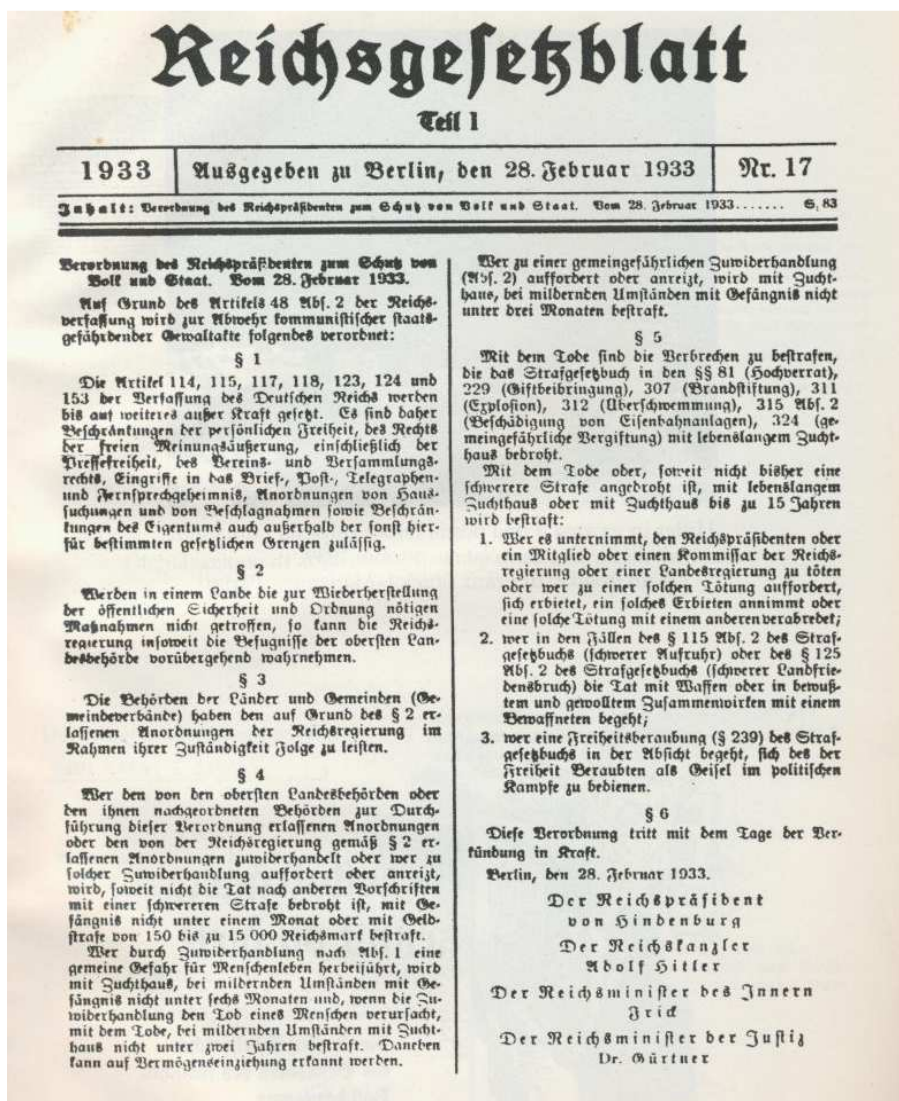 Reichsgesetzblatt
Teil I
1933
Ausgegeben zu Berlin, den 28. Februar 1933
Nr. 17
Inhalt: Verordnung des Reichspräsidenten zum Schutz von Volk und Staat. Vom 28. Februar 1933....... S. 83
Verordnung des Reichspräsidenten zum Schutz von
Volk und Staat. Vom 28. Februar 1933.
Auf Grund des Artikels 48 Abs. 2 der Reichs-
verfassung wird zur Abwehr kommunistischer staats-
gefährdender Gewaltakte folgendes verordnet:
§ 1
Die Artikel 114, 115, 117, 118, 123, 124 und
153 der Verfassung des Deutschen Reichs werden
bis auf weiteres außer Kraft gesetzt. Es sind daher
Beschränkungen der persönlichen Freiheit, des Rechts
der freien Meinungsäußerung, einschließlich der
Pressefreiheit, des Vereins- und Versammlungs-
rechts, Eingriffe in das Brief-, Post-, Telegraphen-
und Fernsprechgeheimnis, Anordnungen von Haus-
suchungen und von Beschlagnahmen sowie Beschrän-
kungen des Eigentums auch außerhalb der sonst hier-
für bestimmten gesetzlichen Grenzen zulässig.
§ 2
Werden in einem Lande die zur Wiederherstellung
der öffentlichen Sicherheit und Ordnung nötigen
Maßnahmen nicht getroffen, so kann die Reichs-
regierung insoweit die Befugnisse der obersten Lan-
desbehörde vorübergehend wahrnehmen.
§ 3
Die Behörden der Länder und Gemeinden (Ge-
meindeverbände) haben den auf Grund des § 2 er-
lassenen Anordnungen der Reichsregierung im
Rahmen ihrer Zuständigkeit Folge zu leisten.
§ 4
Wer den von den obersten Landesbehörden oder
den ihnen nachgeordneten Behörden zur Durch-
führung dieser Verordnung erlassenen Anordnungen
oder den von der Reichsregierung gemäß § 2 er-
lassenen Anordnungen zuwiderhandelt oder wer zu
solcher Zuwiderhandlung auffordert oder anreizt,
wird, soweit nicht die Tat nach anderen Vorschriften
mit einer schwereren Strafe bedroht ist, mit Ge-
fängnis nicht unter einem Monat oder mit Geld-
strafe von 150 bis zu 15 000 Reichsmark bestraft.
Wer durch Zuwiderhandlung nach Abs. 1 eine
gemeine Gefahr für Menschenleben herbeiführt, wird
mit Zuchthaus, bei mildernden Umständen mit Ge-
fängnis nicht unter sechs Monaten und, wenn die Zu-
widerhandlung den Tod eines Menschen verursacht,
mit dem Tode, bei mildernden Umständen mit Zucht-
haus nicht unter zwei Jahren bestraft. Daneben
kann auf Vermögenseinziehung erkannt werden.
Wer zu einer gemeingefährlichen Zuwiderhandlung
(Abs. 2) auffordert oder anreizt, wird mit Zucht-
haus, bei mildernden Umständen mit Gefängnis nicht
unter drei Monaten bestraft.
§ 5
Mit dem Tode sind die Verbrechen zu bestrafen,
die das Strafgesetzbuch in den §§ 81 (Hochverrat),
229 (Giftbeibringung), 307 (Brandstiftung), 311
(Explosion), 312 (Überschwemmung), 315 Abs. 2
(Beschädigung von Eisenbahnanlagen), 324 (ge-
meingefährliche Vergiftung) mit lebenslangem Zucht-
haus bedroht.
Mit dem Tode oder, soweit nicht bisher eine
schwerere Strafe angedroht ist, mit lebenslangem
Zuchthaus oder mit Zuchthaus bis zu 15 Jahren
wird bestraft:
1. Wer es unternimmt, den Reichspräsidenten oder
ein Mitglied oder einen Kommissar der Reichs-
regierung oder einer Landesregierung zu töten
oder wer zu einer solchen Tötung auffordert,
sich erbietet, ein solches Erbieten annimmt oder
eine solche Tötung mit einem anderen verabredet;
2. wer in den Fällen des § 115 Abs. 2 des Straf-
gesetzbuchs (schwerer Aufruhr) oder des § 125
Abs. 2 des Strafgesetzbuchs (schwerer Landfrie-
densbruch) die Tat mit Waffen oder in bewuß-
tem und gewolltem Zusammenwirken mit einem
Bewaffneten begeht;
3. wer eine Freiheitsberaubung (§ 239) des Straf-
gesetzbuchs in der Absicht begeht, sich des der
Freiheit Beraubten als Geisel im politischen
Kampfe zu bedienen.
§ 6
Diese Verordnung tritt mit dem Tage der Ver-
kündung in Kraft.
Berlin, den 28. Februar 1933.
Der Reichspräsident
von Hindenburg
Der Reichskanzler
Adolf Hitler
Der Reichsminister des Innern
Frick
Der Reichsminister der Justiz
Dr. Gürtner